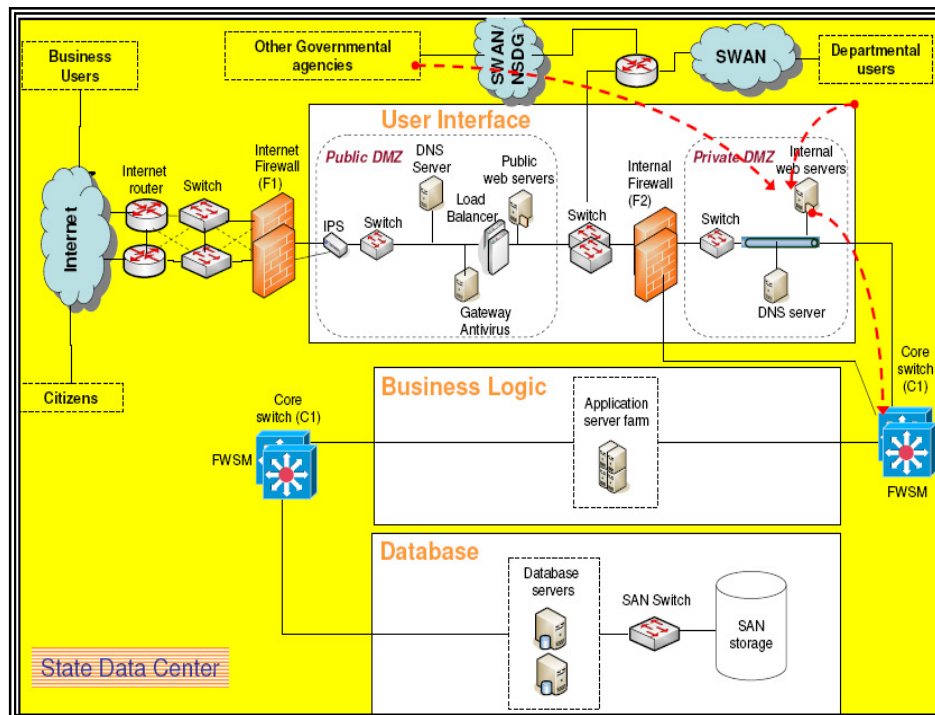 Business
Users
Other Governmental
agencies
SWAN/
NSDG
SWAN
Departmental
users
User Interface
Public DMZ
Private DMZ
Internet
Firewall
(F1)
Internet
router
Switch
DNS
Server
Public
web servers
Load
Balancer
IPS
Switch
Gateway
Antivirus
Switch
Internal
Firewall
(F2)
Internal
web servers
Switch
DNS server
Internet
Citizens
Core
switch
(C1)
FWSM
Business Logic
Core
switch (C1)
FWSM
Application
server farm
Database
Database
servers
SAN Switch
SAN
storage
State Data Center